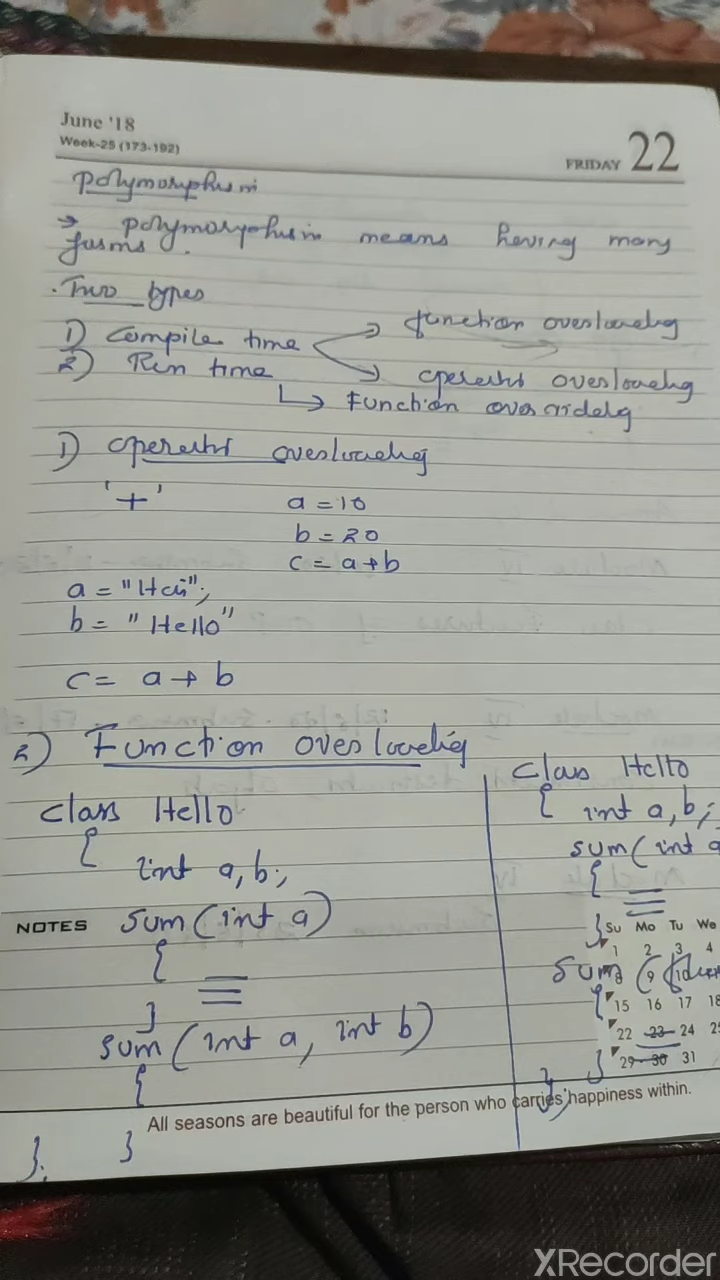 June '18
Week-25 (173-192)
FRIDAY 22
polymorphism
→ polymorphism means having many
forms.
. Two types
1) Compile time → function overloading
2) Run time → operator overloading
↳ Function overriding
1) operator overloading
'+' a = 10
b = 20
c = a + b
a = "Hai";
b = "Hello"
c = a + b
2) Function overloading
class Hello
{
int a, b;
NOTES sum (int a)
{
}
sum (int a, int b)
{
}
};
class Hello
{ int a, b;
sum (int a
{
}
sum (
{
}
};
Su Mo Tu We
1 2 3 4
9
15 16 17 18
22 23 24 25
29 30 31
All seasons are beautiful for the person who carries happiness within.
XRecorder